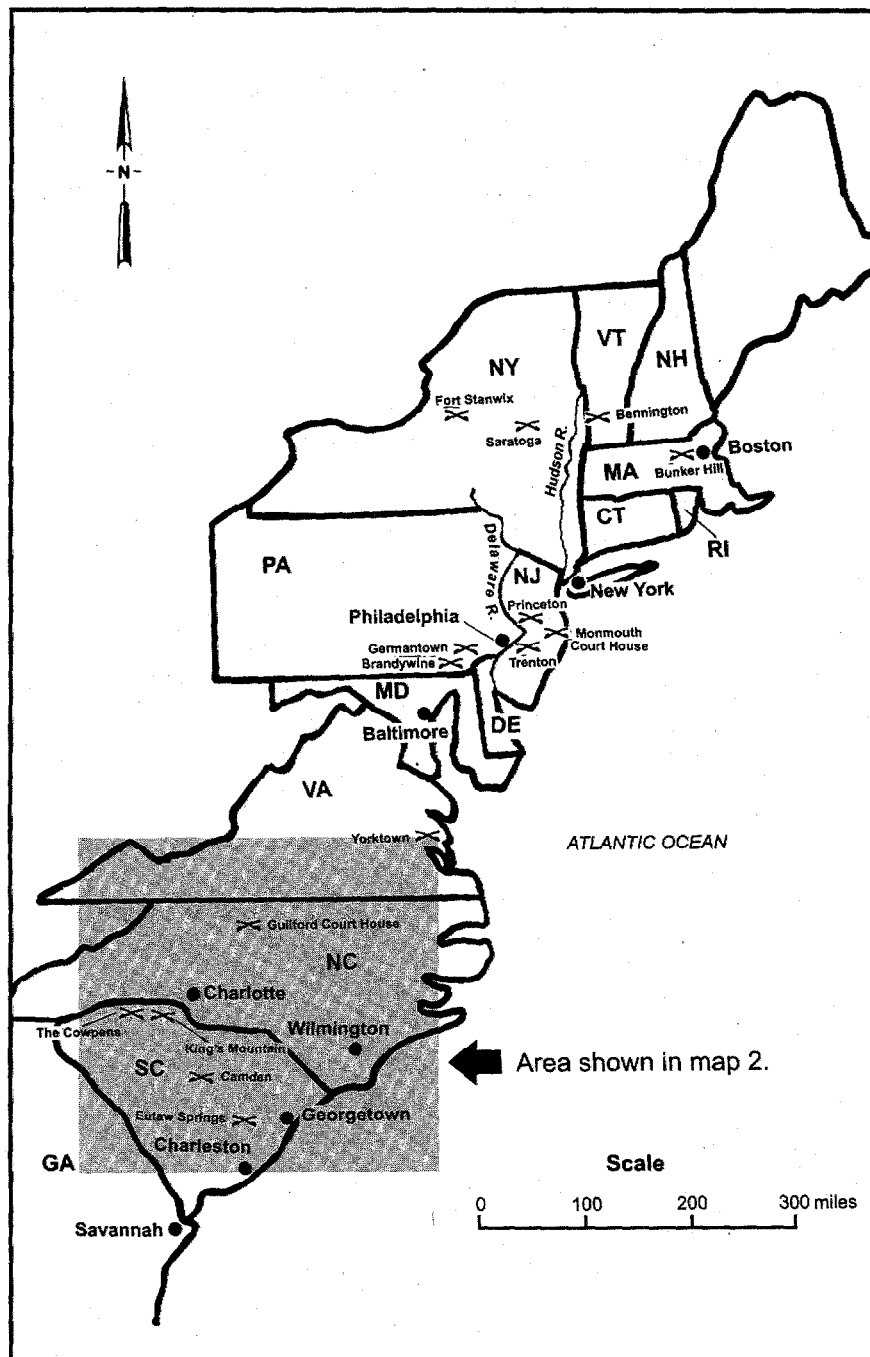 -N-
VT
NY
NH
Fort Stanwix
Bennington
Saratoga
Hudson R.
Boston
MA
Bunker Hill
CT
RI
PA
Delaware R.
NJ
New York
Princeton
Philadelphia
Monmouth
Court House
Germantown
Trenton
Brandywine
MD
DE
Baltimore
VA
Yorktown
ATLANTIC OCEAN
Guilford Court House
NC
Charlotte
Wilmington
The Cowpens
King's Mountain
SC
Area shown in map 2.
Camden
Eutaw Springs
Georgetown
Charleston
GA
Scale
0 100 200 300 miles
Savannah